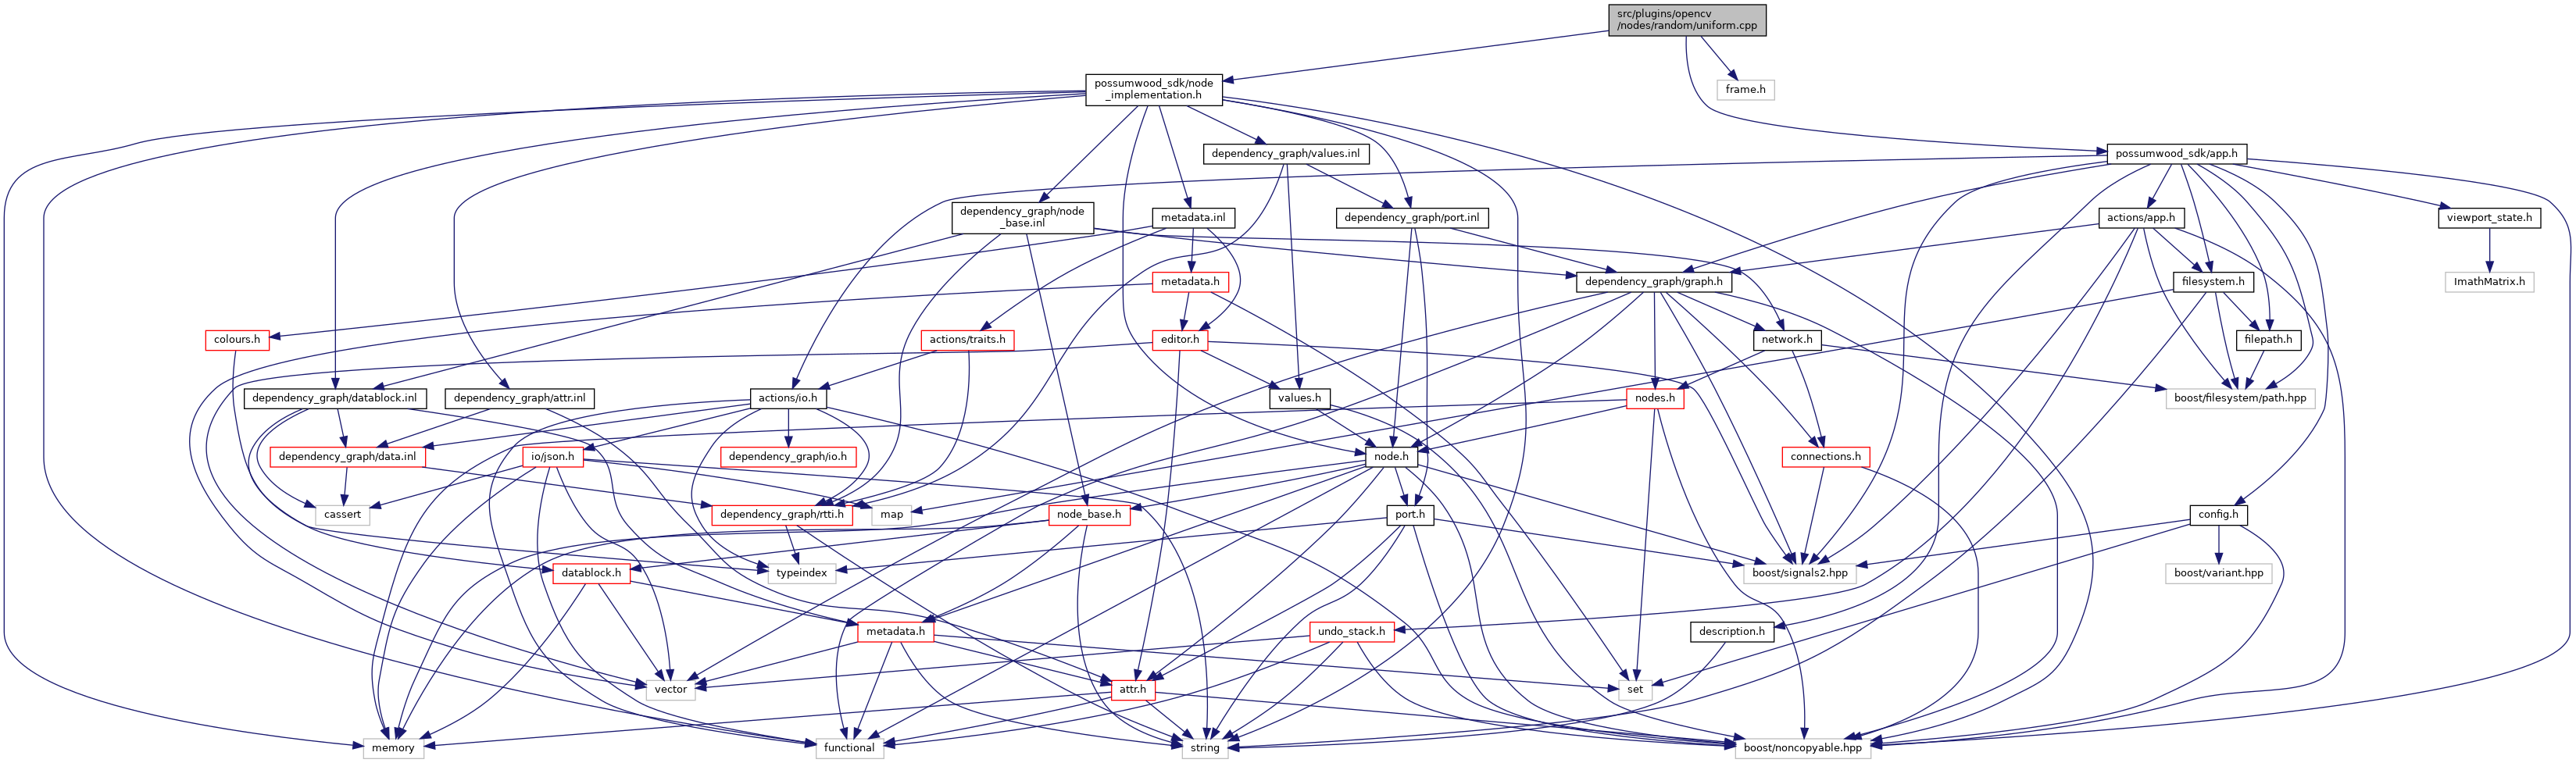 src/plugins/opencv
/nodes/random/uniform.cpp
possumwood_sdk/node
_implementation.h
frame.h
dependency_graph/values.inl
possumwood_sdk/app.h
dependency_graph/node
_base.inl
metadata.inl
dependency_graph/port.inl
actions/app.h
viewport_state.h
metadata.h
dependency_graph/graph.h
filesystem.h
ImathMatrix.h
colours.h
actions/traits.h
editor.h
network.h
filepath.h
dependency_graph/datablock.inl
dependency_graph/attr.inl
actions/io.h
values.h
nodes.h
boost/filesystem/path.hpp
dependency_graph/data.inl
io/json.h
dependency_graph/io.h
node.h
connections.h
cassert
dependency_graph/rtti.h
map
node_base.h
port.h
config.h
datablock.h
typeindex
boost/signals2.hpp
boost/variant.hpp
metadata.h
undo_stack.h
description.h
vector
attr.h
set
memory
functional
string
boost/noncopyable.hpp